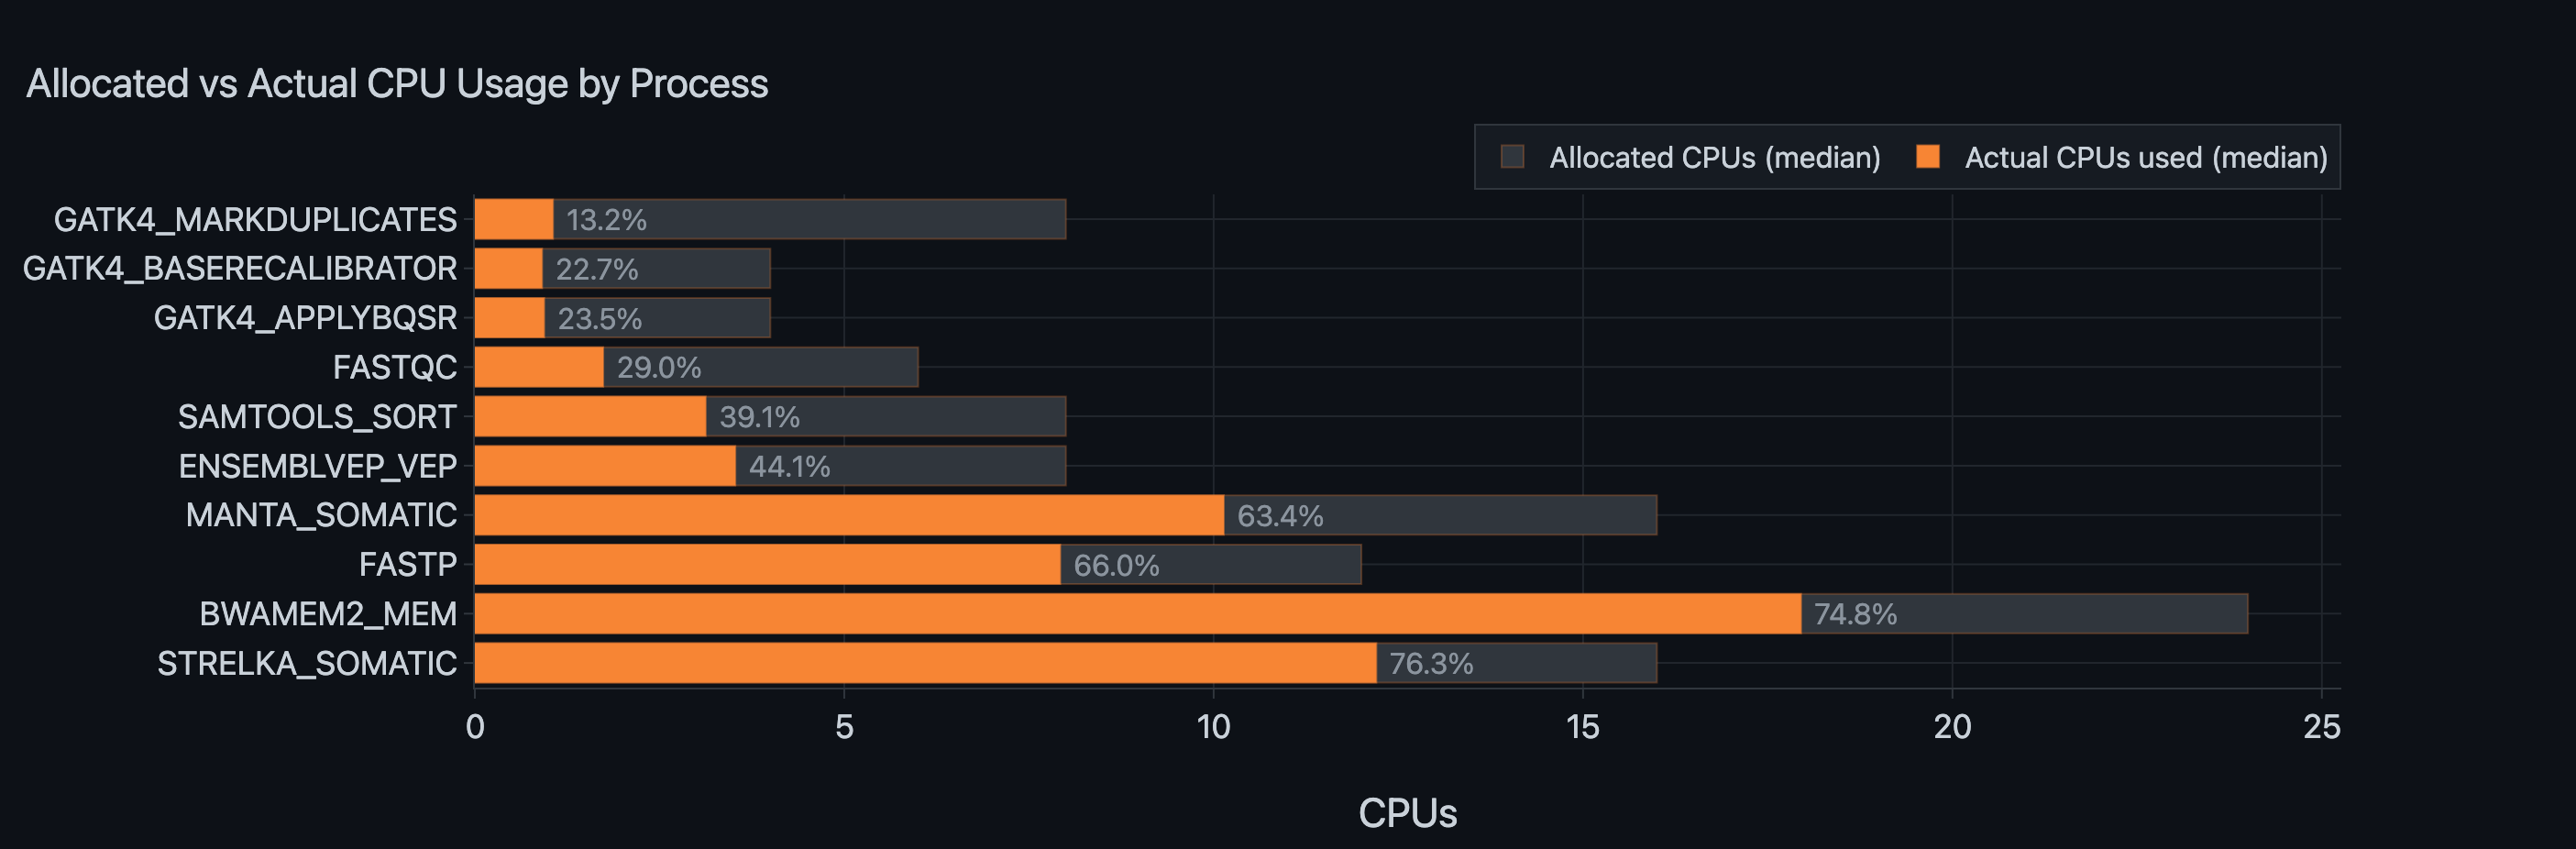 Allocated vs Actual CPU Usage by Process
Allocated CPUs (median)
Actual CPUs used (median)
GATK4_MARKDUPLICATES
13.2%
GATK4_BASERECALIBRATOR
22.7%
GATK4_APPLYBQSR
23.5%
FASTQC
29.0%
SAMTOOLS_SORT
39.1%
ENSEMBLVEP_VEP
44.1%
MANTA_SOMATIC
63.4%
FASTP
66.0%
BWAMEM2_MEM
74.8%
STRELKA_SOMATIC
76.3%
0
5
10
15
20
25
CPUs